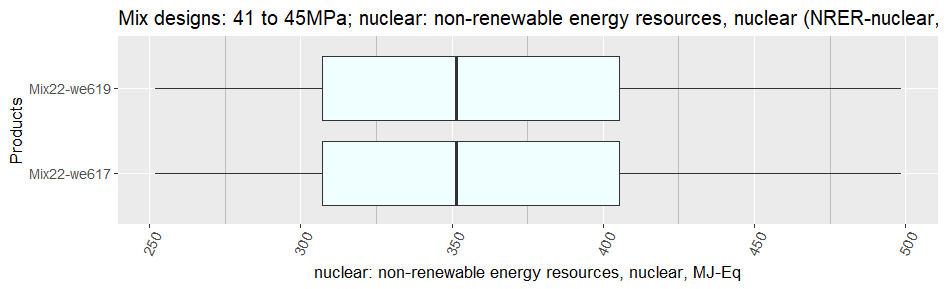 Mix designs: 41 to 45MPa; nuclear: non-renewable energy resources, nuclear (NRER-nuclear,
Products
Mix22-we619
Mix22-we617
250 300 350 400 450 500
nuclear: non-renewable energy resources, nuclear, MJ-Eq